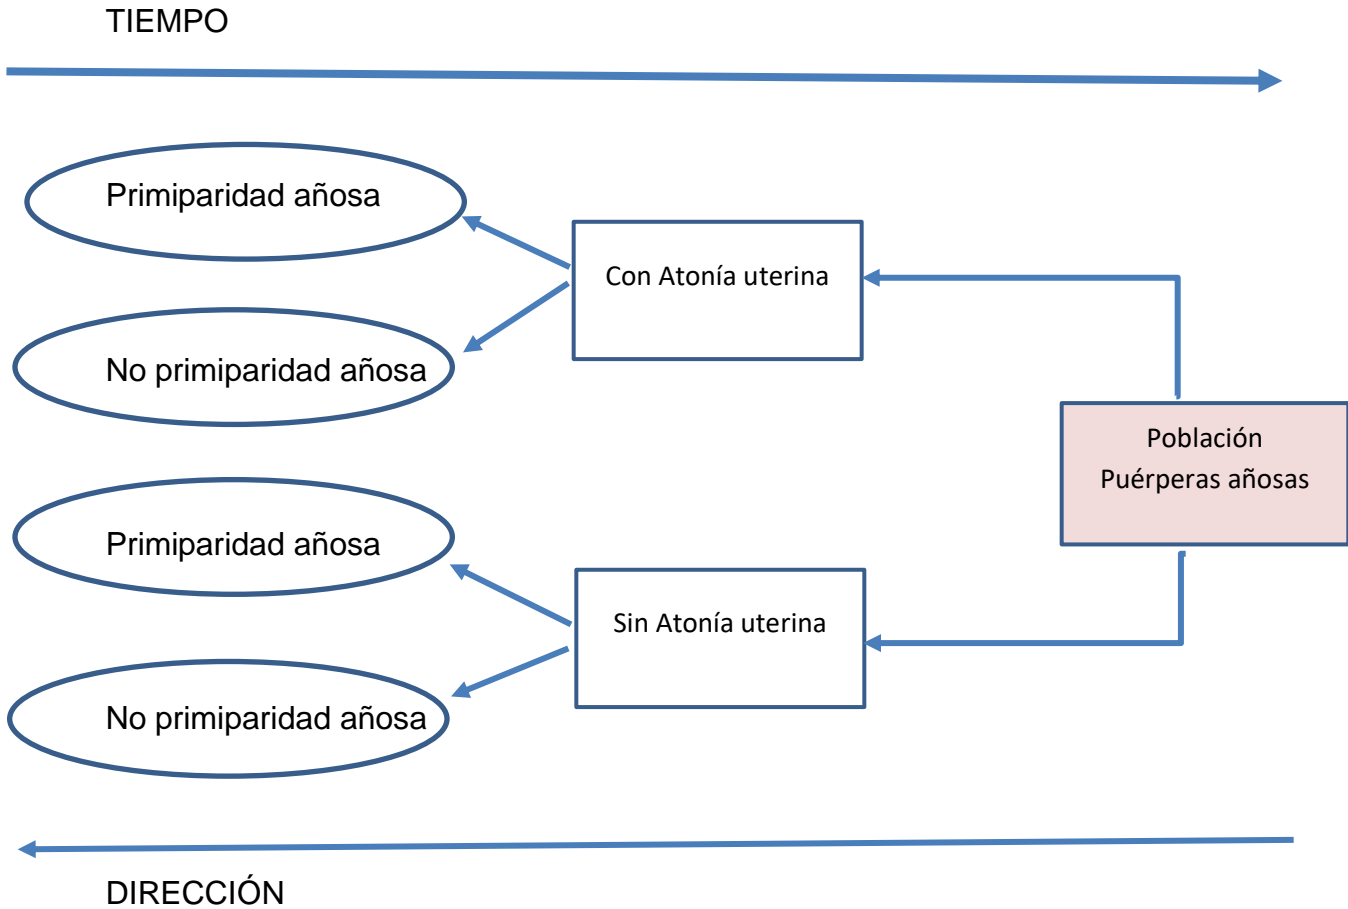 TIEMPO
Primiparidad añosa
Con Atonía uterina
No primiparidad añosa
Población
Puérperas añosas
Primiparidad añosa
Sin Atonía uterina
No primiparidad añosa
DIRECCIÓN